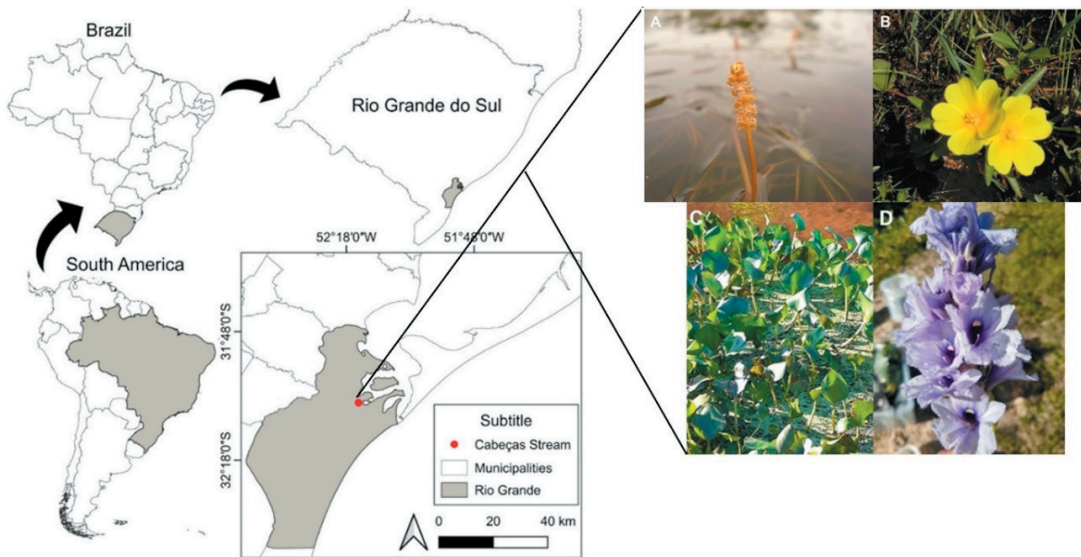 Brazil
Rio Grande do Sul
South America
52°18'0"W
51°48'0"W
31°48'0"S
32°18'0"S
Subtitle
Cabeças Stream
Municipalities
Rio Grande
0 20 40 km
A
B
C
D